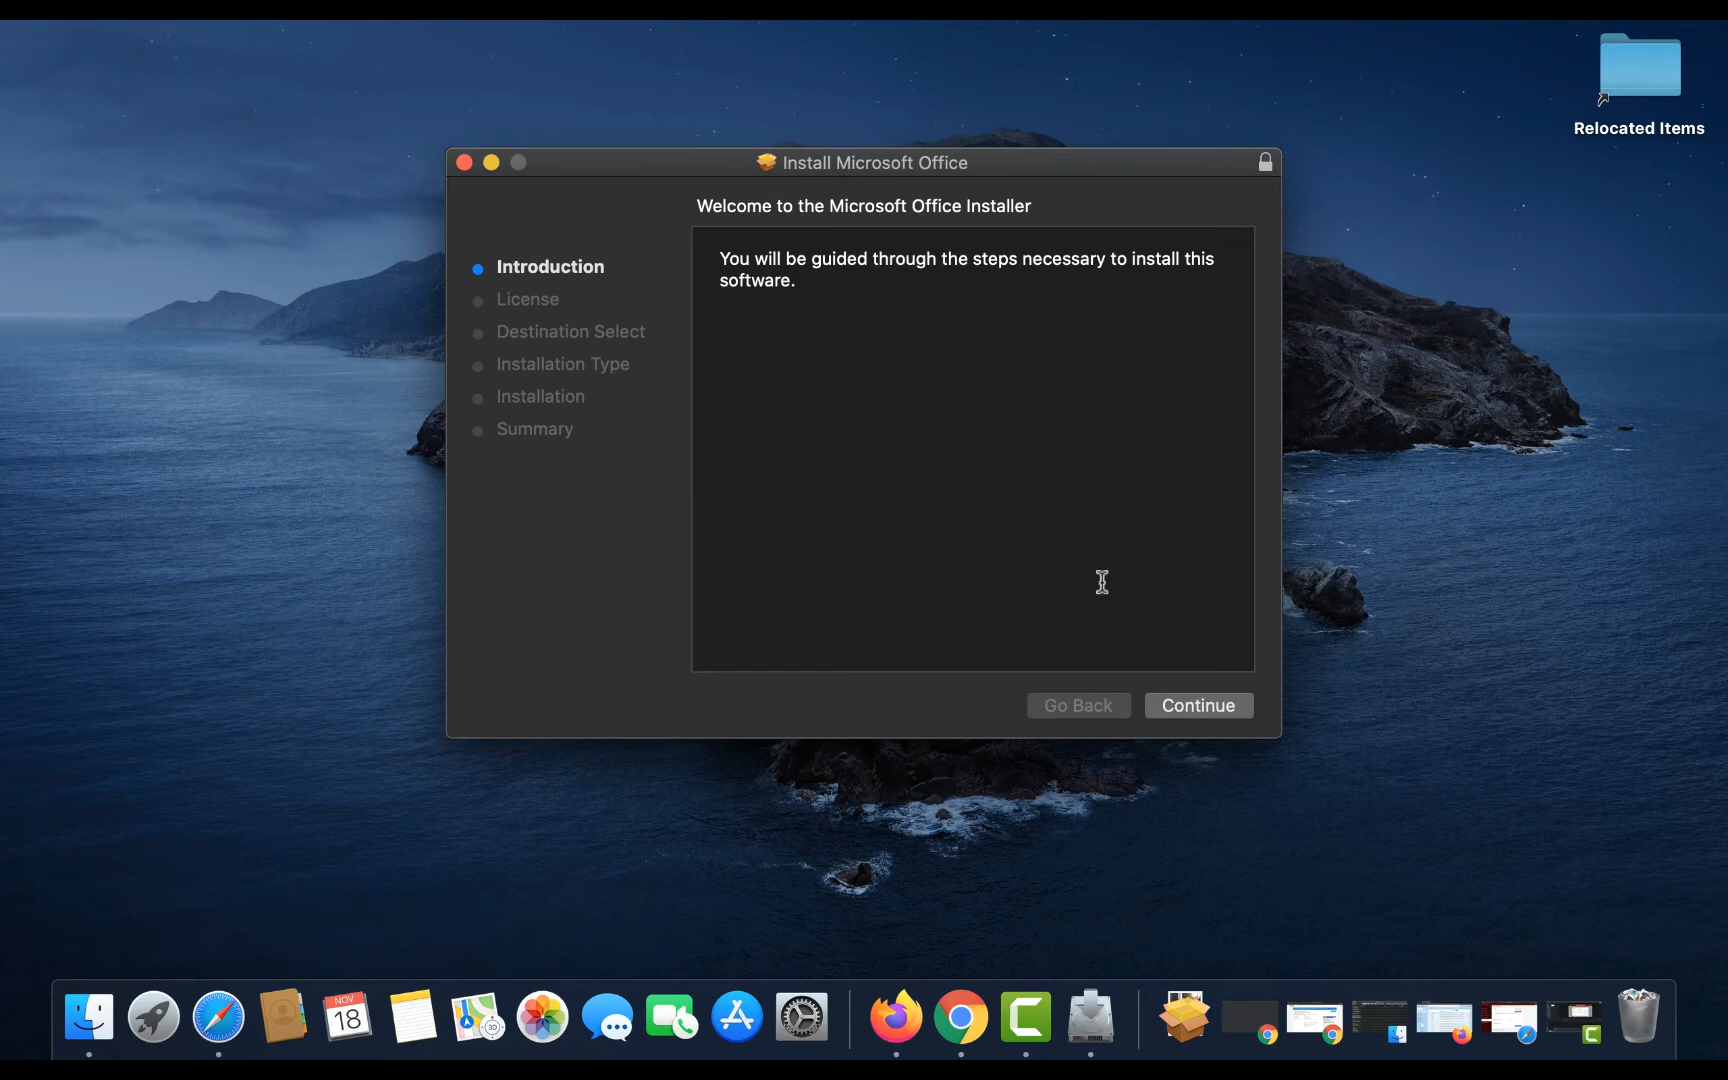 Relocated Items
Install Microsoft Office
Welcome to the Microsoft Office Installer
Introduction
License
Destination Select
Installation Type
Installation
Summary
You will be guided through the steps necessary to install this
software.
Go Back
Continue
NOV
18
3D